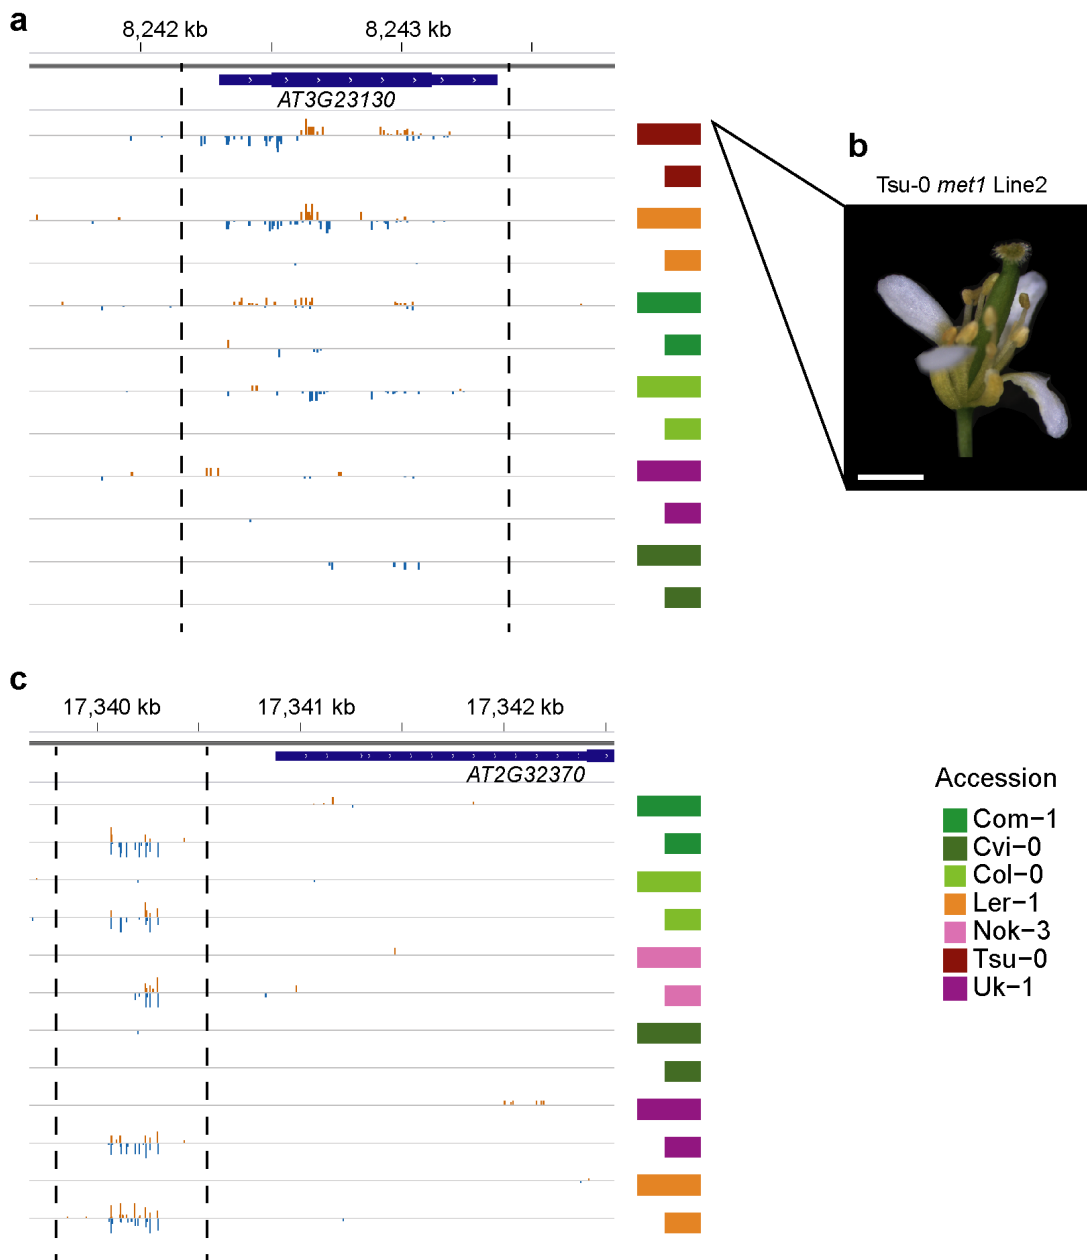 a
8,242 kb 8,243 kb
AT3G23130
b
Tsu-0 met1 Line2
c
17,340 kb 17,341 kb 17,342 kb
AT2G32370
Accession
Com−1
Cvi−0
Col−0
Ler−1
Nok−3
Tsu−0
Uk−1